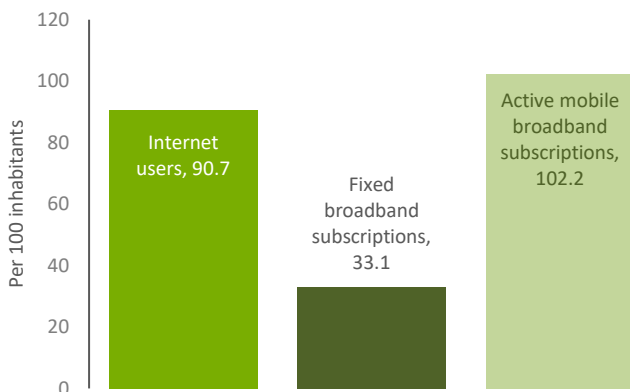 120
100
80
60
40
20
0
Per 100 inhabitants
Internet
users, 90.7
Fixed
broadband
subscriptions,
33.1
Active mobile
broadband
subscriptions,
102.2